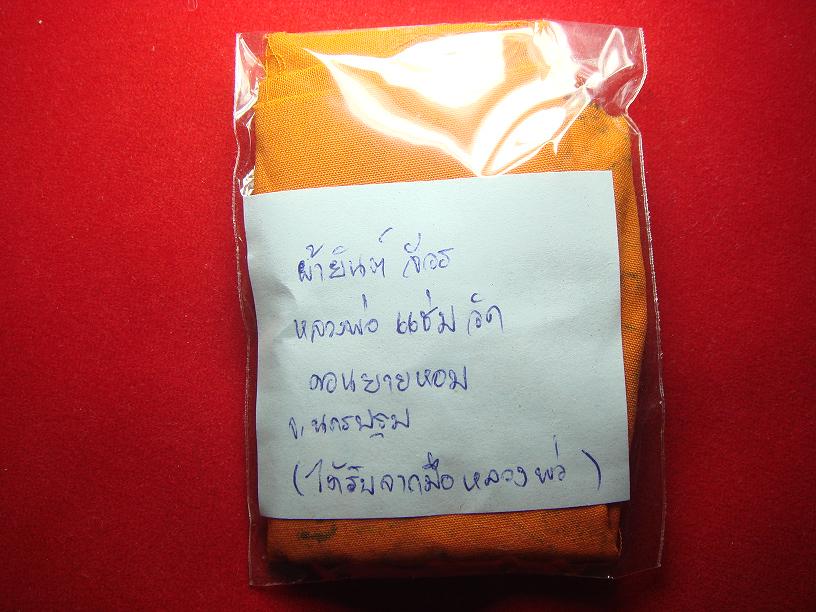 ผ้ายันต์ จีวร
หลวงพ่อ แช่ม วัด
ดอนยายหอม
จ. นครปฐม
(ได้รับจากมือ หลวงพ่อ)